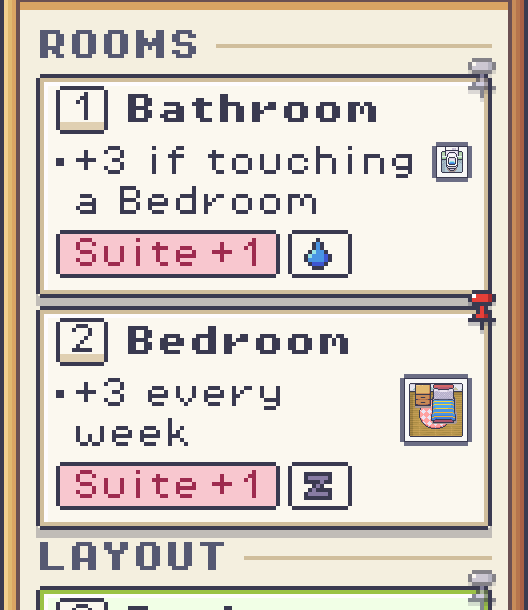 ROOMS
1 Bathroom
•+3 if touching
a Bedroom
Suite +1
2 Bedroom
•+3 every
week
Suite +1
LAYOUT